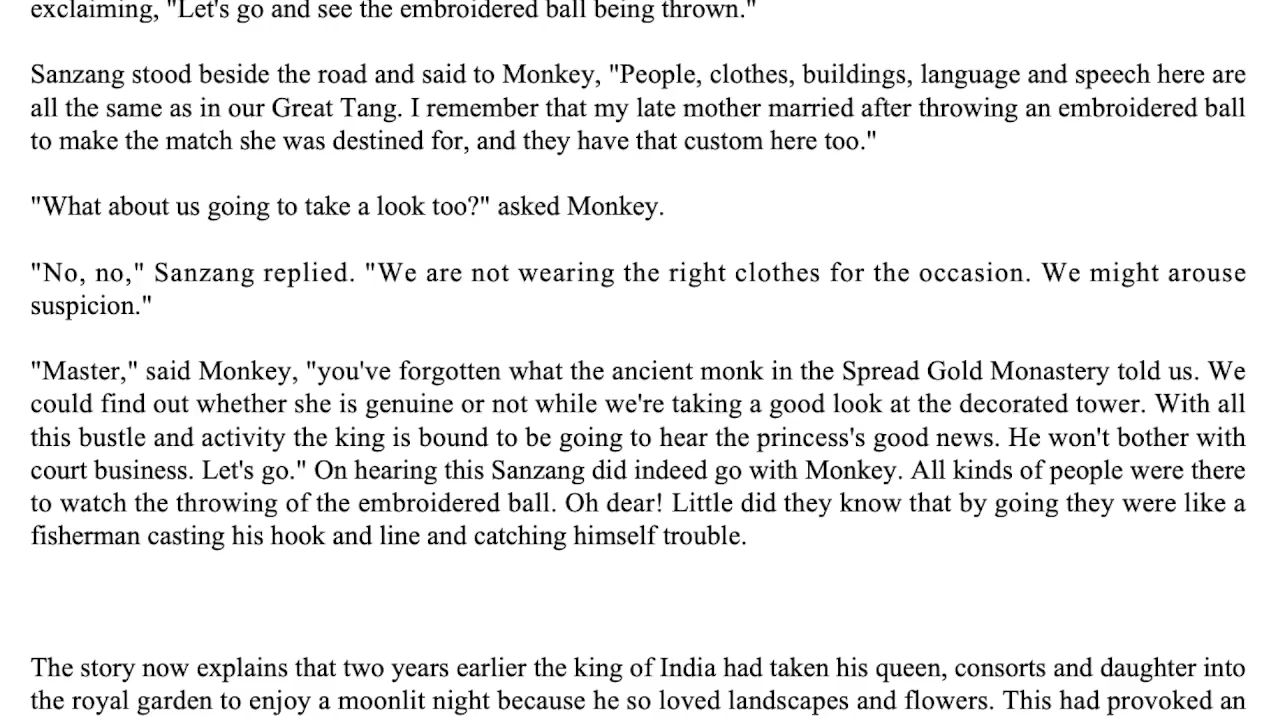 exclaiming, "Let's go and see the embroidered ball being thrown."
Sanzang stood beside the road and said to Monkey, "People, clothes, buildings, language and speech here are
all the same as in our Great Tang. I remember that my late mother married after throwing an embroidered ball
to make the match she was destined for, and they have that custom here too."
"What about us going to take a look too?" asked Monkey.
"No, no," Sanzang replied. "We are not wearing the right clothes for the occasion. We might arouse
suspicion."
"Master," said Monkey, "you've forgotten what the ancient monk in the Spread Gold Monastery told us. We
could find out whether she is genuine or not while we're taking a good look at the decorated tower. With all
this bustle and activity the king is bound to be going to hear the princess's good news. He won't bother with
court business. Let's go." On hearing this Sanzang did indeed go with Monkey. All kinds of people were there
to watch the throwing of the embroidered ball. Oh dear! Little did they know that by going they were like a
fisherman casting his hook and line and catching himself trouble.
The story now explains that two years earlier the king of India had taken his queen, consorts and daughter into
the royal garden to enjoy a moonlit night because he so loved landscapes and flowers. This had provoked an